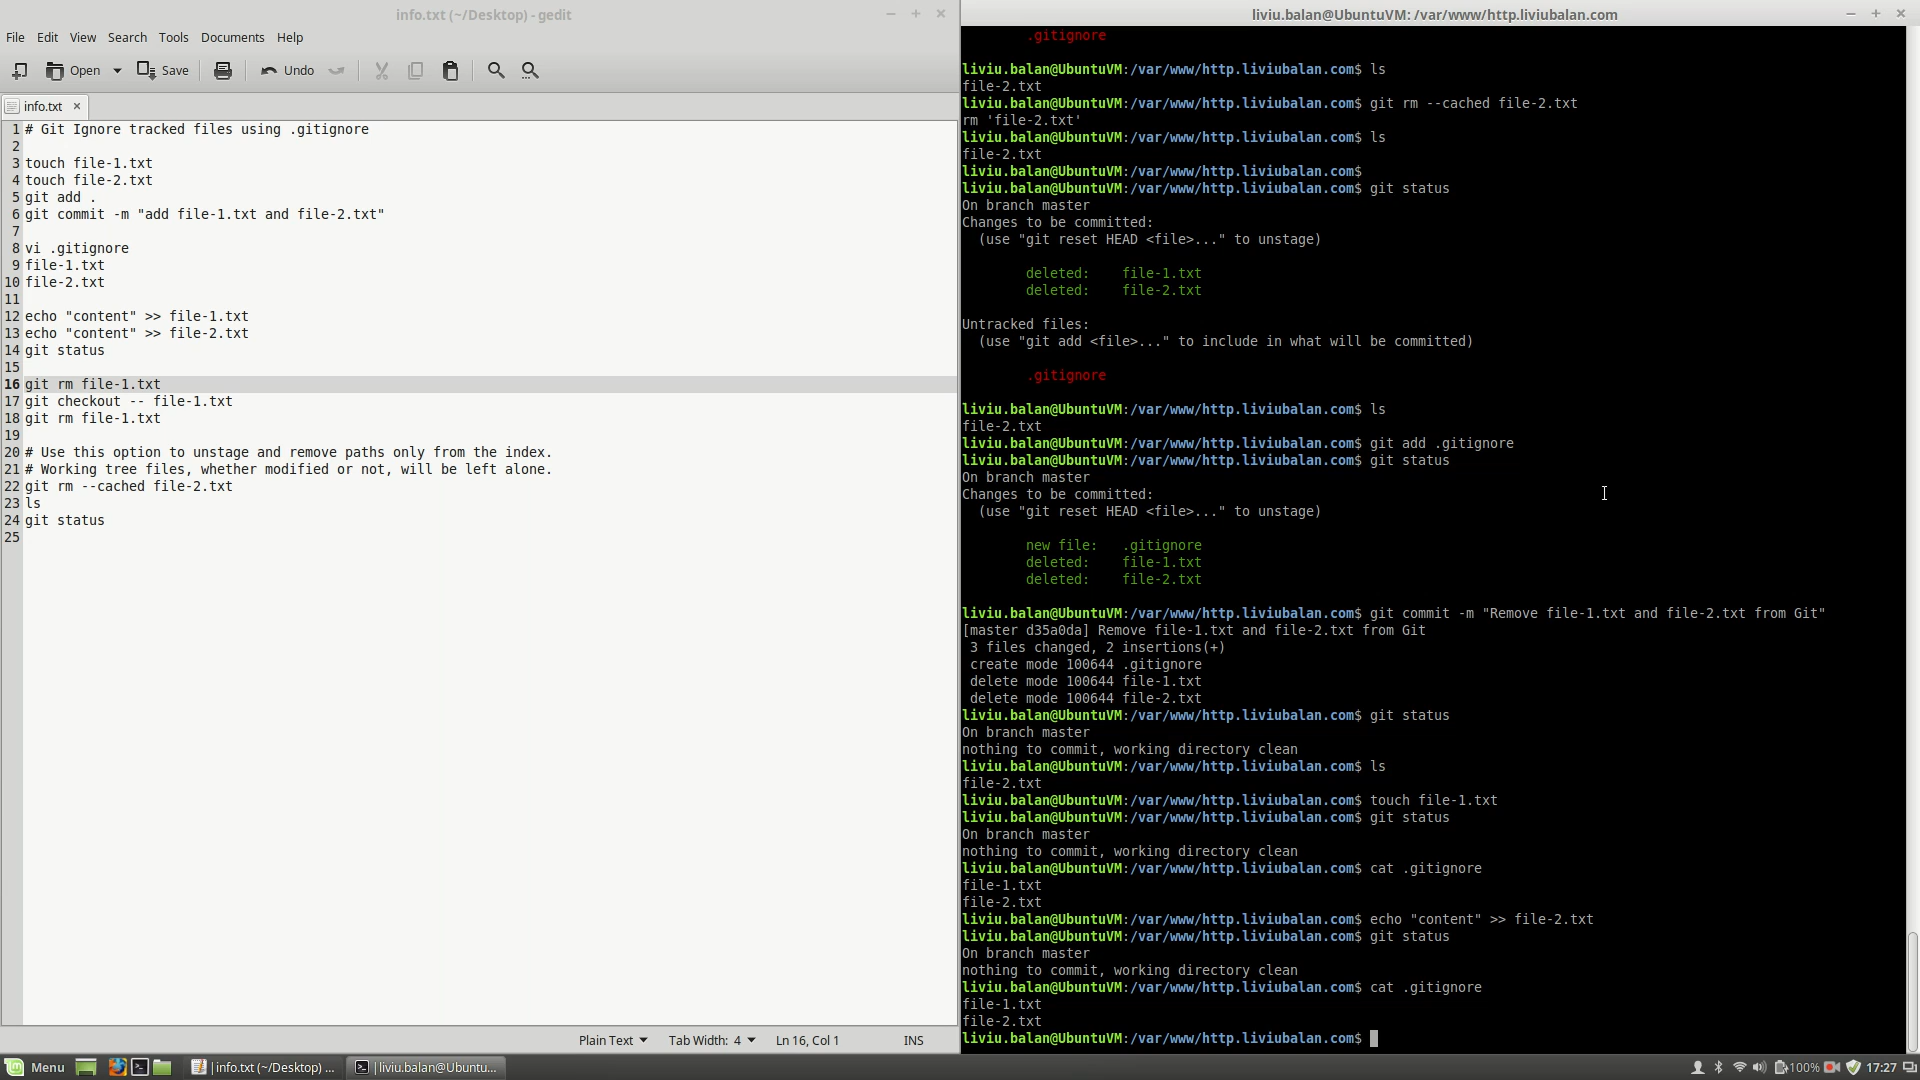 info.txt (~/Desktop) - gedit
File Edit View Search Tools Documents Help
Open Save Undo
info.txt
1 # Git Ignore tracked files using .gitignore
2
3 touch file-1.txt
4 touch file-2.txt
5 git add .
6 git commit -m "add file-1.txt and file-2.txt"
7
8 vi .gitignore
9 file-1.txt
10 file-2.txt
11
12 echo "content" >> file-1.txt
13 echo "content" >> file-2.txt
14 git status
15
16 git rm file-1.txt
17 git checkout -- file-1.txt
18 git rm file-1.txt
19
20 # Use this option to unstage and remove paths only from the index.
21 # Working tree files, whether modified or not, will be left alone.
22 git rm --cached file-2.txt
23 ls
24 git status
25
Plain Text Tab Width: 4 Ln 16, Col 1 INS
liviu.balan@UbuntuVM: /var/www/http.liviubalan.com
.gitignore
liviu.balan@UbuntuVM:/var/www/http.liviubalan.com$ ls
file-2.txt
liviu.balan@UbuntuVM:/var/www/http.liviubalan.com$ git rm --cached file-2.txt
rm 'file-2.txt'
liviu.balan@UbuntuVM:/var/www/http.liviubalan.com$ ls
file-2.txt
liviu.balan@UbuntuVM:/var/www/http.liviubalan.com$
liviu.balan@UbuntuVM:/var/www/http.liviubalan.com$ git status
On branch master
Changes to be committed:
(use "git reset HEAD <file>..." to unstage)
deleted: file-1.txt
deleted: file-2.txt
Untracked files:
(use "git add <file>..." to include in what will be committed)
.gitignore
liviu.balan@UbuntuVM:/var/www/http.liviubalan.com$ ls
file-2.txt
liviu.balan@UbuntuVM:/var/www/http.liviubalan.com$ git add .gitignore
liviu.balan@UbuntuVM:/var/www/http.liviubalan.com$ git status
On branch master
Changes to be committed:
(use "git reset HEAD <file>..." to unstage)
new file: .gitignore
deleted: file-1.txt
deleted: file-2.txt
liviu.balan@UbuntuVM:/var/www/http.liviubalan.com$ git commit -m "Remove file-1.txt and file-2.txt from Git"
[master d35a0da] Remove file-1.txt and file-2.txt from Git
3 files changed, 2 insertions(+)
create mode 100644 .gitignore
delete mode 100644 file-1.txt
delete mode 100644 file-2.txt
liviu.balan@UbuntuVM:/var/www/http.liviubalan.com$ git status
On branch master
nothing to commit, working directory clean
liviu.balan@UbuntuVM:/var/www/http.liviubalan.com$ ls
file-2.txt
liviu.balan@UbuntuVM:/var/www/http.liviubalan.com$ touch file-1.txt
liviu.balan@UbuntuVM:/var/www/http.liviubalan.com$ git status
On branch master
nothing to commit, working directory clean
liviu.balan@UbuntuVM:/var/www/http.liviubalan.com$ cat .gitignore
file-1.txt
file-2.txt
liviu.balan@UbuntuVM:/var/www/http.liviubalan.com$ echo "content" >> file-2.txt
liviu.balan@UbuntuVM:/var/www/http.liviubalan.com$ git status
On branch master
nothing to commit, working directory clean
liviu.balan@UbuntuVM:/var/www/http.liviubalan.com$ cat .gitignore
file-1.txt
file-2.txt
liviu.balan@UbuntuVM:/var/www/http.liviubalan.com$
Menu info.txt (~/Desktop) ... liviu.balan@Ubuntu... 100% 17:27